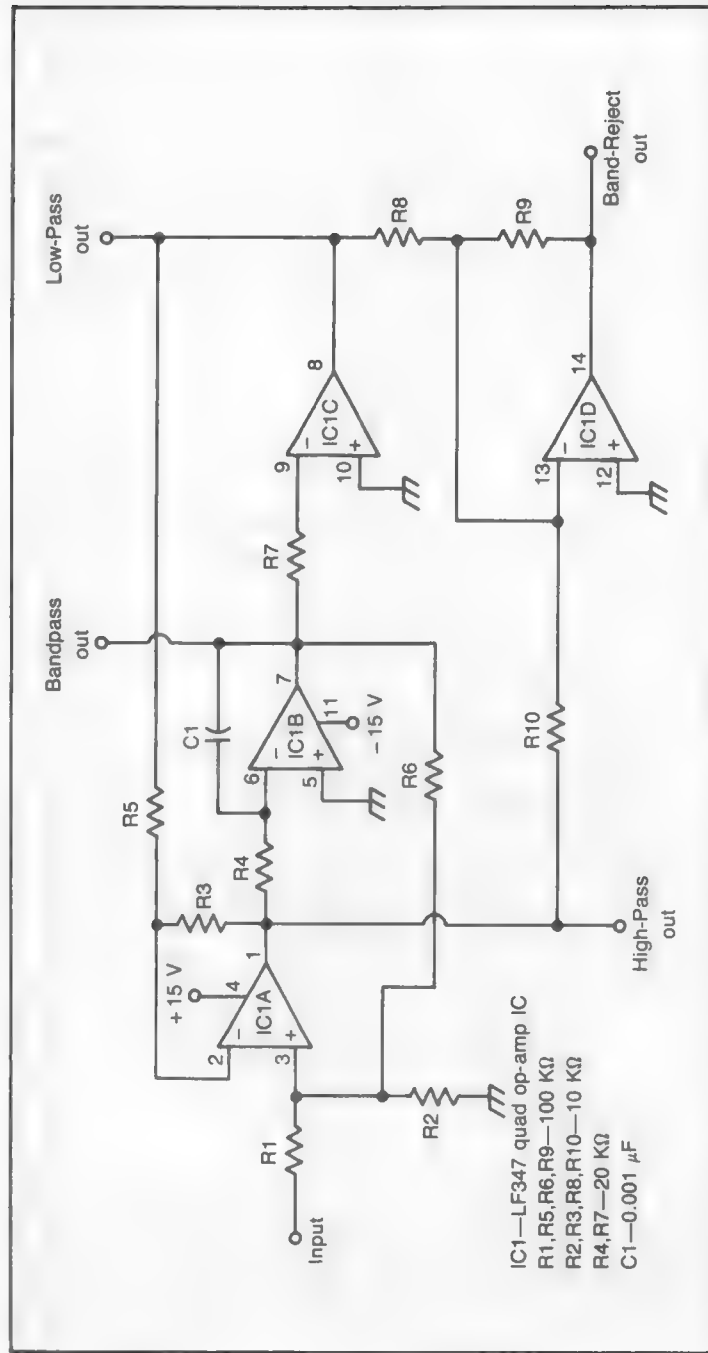 Low-Pass
out
Bandpass
out
Band-Reject
out
High-Pass
out
Input
R1
R2
R3
R4
R5
R6
R7
R8
R9
R10
C1
+15 V
4
2
−
3
+
IC1A
1
6
−
5
+
IC1B
7
11
−15 V
9
−
10
+
IC1C
8
13
−
12
+
IC1D
14
IC1—LF347 quad op-amp IC
R1,R5,R6,R9—100 KΩ
R2,R3,R8,R10—10 KΩ
R4,R7—20 KΩ
C1—0.001 μF